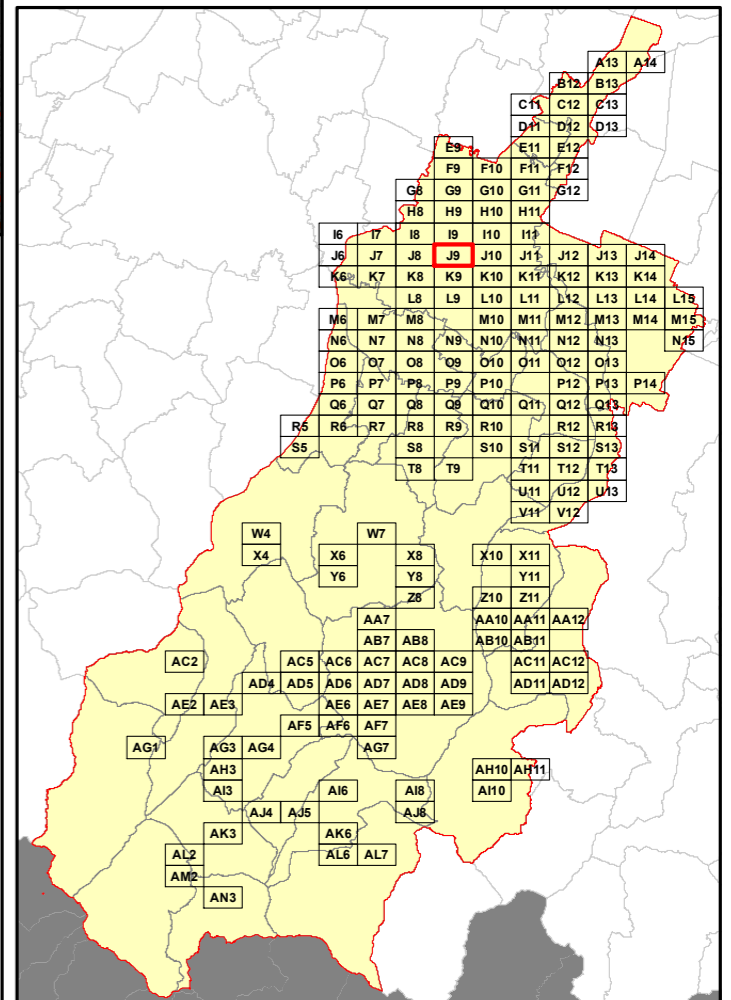 A13 A14
B12 B13
C11 C12 C13
D11 D12 D13
E9 E11 E12
F9 F10 F11 F12
G8 G9 G10 G11 G12
H8 H9 H10 H11
I6 I7 I8 I9 I10 I11
J6 J7 J8 J9 J10 J11 J12 J13 J14
K6 K7 K8 K9 K10 K11 K12 K13 K14
L8 L9 L10 L11 L12 L13 L14 L15
M6 M7 M8 M10 M11 M12 M13 M14 M15
N6 N7 N8 N9 N10 N11 N12 N13 N15
O6 O7 O8 O9 O10 O11 O12 O13
P6 P7 P8 P9 P10 P12 P13 P14
Q6 Q7 Q8 Q9 Q10 Q11 Q12 Q13
R5 R6 R7 R8 R9 R10 R12 R13
S5 S8 S10 S11 S12 S13
T8 T9 T11 T12 T13
U11 U12 U13
V11 V12
W4 W7
X4 X6 X8 X10 X11
Y6 Y8 Y11
Z8 Z10 Z11
AA7 AA10 AA11 AA12
AB7 AB8 AB10 AB11
AC2 AC5 AC6 AC7 AC8 AC9 AC11 AC12
AD4 AD5 AD6 AD7 AD8 AD9 AD11 AD12
AE2 AE3 AE6 AE7 AE8 AE9
AF5 AF6 AF7
AG1 AG3 AG4 AG7
AH3 AH10 AH11
AI3 AI6 AI8 AI10
AJ4 AJ5 AJ8
AK3 AK6
AL2 AL6 AL7
AM2
AN3